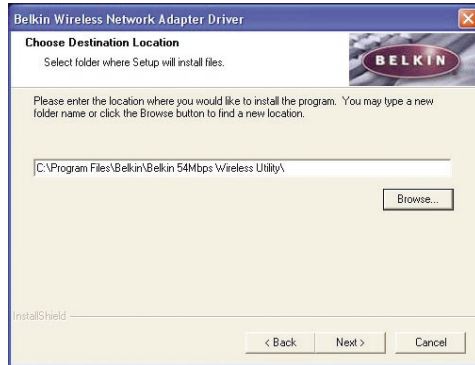 Belkin Wireless Network Adapter Driver
Choose Destination Location
Select folder where Setup will install files.
BELKIN
Please enter the location where you would like to install the program. You may type a new
folder name or click the Browse button to find a new location.
C:\Program Files\Belkin\Belkin 54Mbps Wireless Utility\
Browse...
InstallShield
< Back
Next >
Cancel